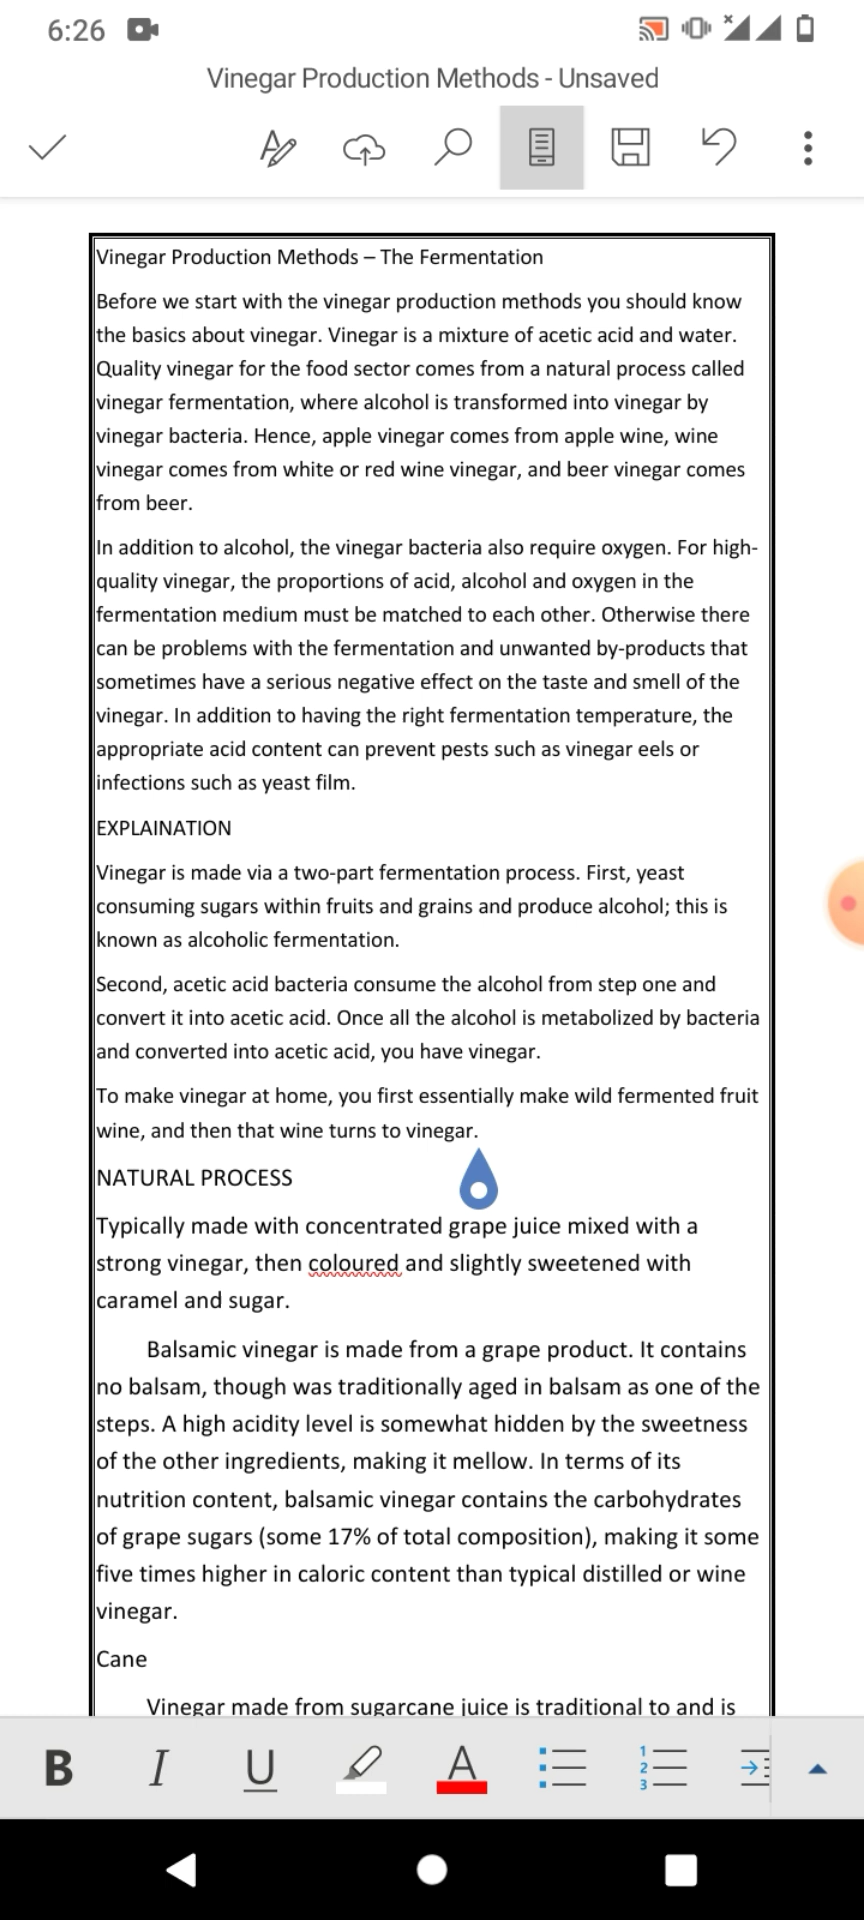 6:26
Vinegar Production Methods - Unsaved
Vinegar Production Methods – The Fermentation
Before we start with the vinegar production methods you should know
the basics about vinegar. Vinegar is a mixture of acetic acid and water.
Quality vinegar for the food sector comes from a natural process called
vinegar fermentation, where alcohol is transformed into vinegar by
vinegar bacteria. Hence, apple vinegar comes from apple wine, wine
vinegar comes from white or red wine vinegar, and beer vinegar comes
from beer.
In addition to alcohol, the vinegar bacteria also require oxygen. For high-
quality vinegar, the proportions of acid, alcohol and oxygen in the
fermentation medium must be matched to each other. Otherwise there
can be problems with the fermentation and unwanted by-products that
sometimes have a serious negative effect on the taste and smell of the
vinegar. In addition to having the right fermentation temperature, the
appropriate acid content can prevent pests such as vinegar eels or
infections such as yeast film.
EXPLAINATION
Vinegar is made via a two-part fermentation process. First, yeast
consuming sugars within fruits and grains and produce alcohol; this is
known as alcoholic fermentation.
Second, acetic acid bacteria consume the alcohol from step one and
convert it into acetic acid. Once all the alcohol is metabolized by bacteria
and converted into acetic acid, you have vinegar.
To make vinegar at home, you first essentially make wild fermented fruit
wine, and then that wine turns to vinegar.
NATURAL PROCESS
Typically made with concentrated grape juice mixed with a
strong vinegar, then coloured and slightly sweetened with
caramel and sugar.
Balsamic vinegar is made from a grape product. It contains
no balsam, though was traditionally aged in balsam as one of the
steps. A high acidity level is somewhat hidden by the sweetness
of the other ingredients, making it mellow. In terms of its
nutrition content, balsamic vinegar contains the carbohydrates
of grape sugars (some 17% of total composition), making it some
five times higher in caloric content than typical distilled or wine
vinegar.
Cane
Vinegar made from sugarcane juice is traditional to and is
B I U A 1 2 3